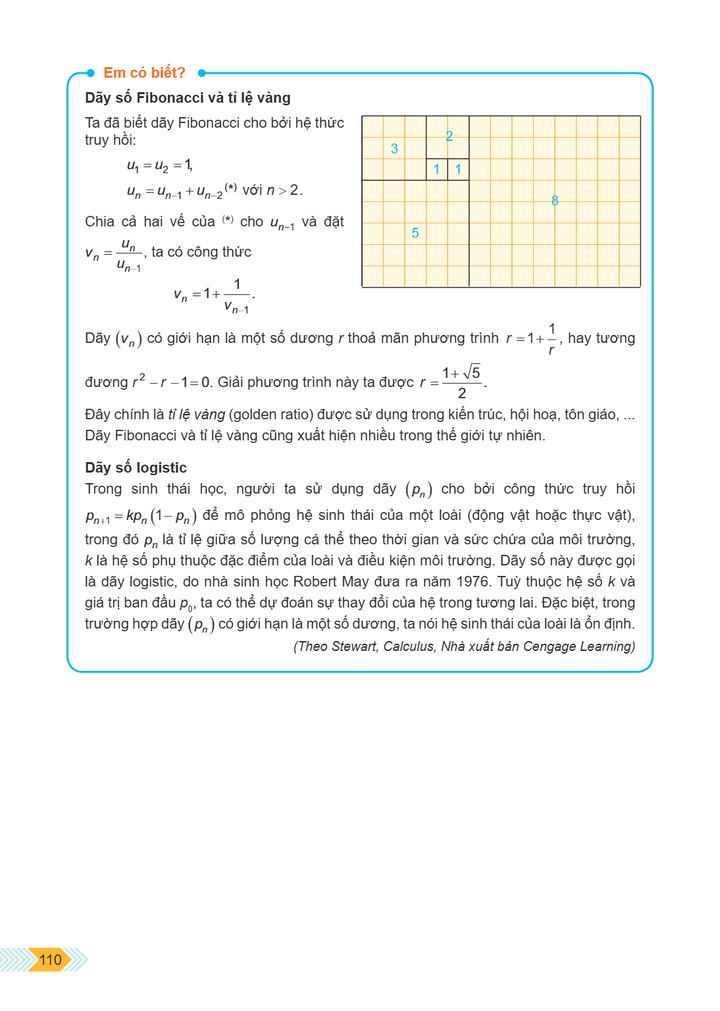 Em có biết?
Dãy số Fibonacci và tỉ lệ vàng
Ta đã biết dãy Fibonacci cho bởi hệ thức
truy hồi:
u₁ = u₂ = 1,
uₙ = uₙ₋₁ + uₙ₋₂ (*) với n > 2.
Chia cả hai vế của (*) cho uₙ₋₁ và đặt
vₙ = uₙ/uₙ₋₁, ta có công thức
vₙ = 1 + 1/vₙ₋₁.
3
2
1 1
8
5
Dãy (vₙ) có giới hạn là một số dương r thoả mãn phương trình r = 1 + 1/r, hay tương
đương r² − r − 1 = 0. Giải phương trình này ta được r = (1 + √5)/2.
Đây chính là tỉ lệ vàng (golden ratio) được sử dụng trong kiến trúc, hội hoạ, tôn giáo, ...
Dãy Fibonacci và tỉ lệ vàng cũng xuất hiện nhiều trong thế giới tự nhiên.
Dãy số logistic
Trong sinh thái học, người ta sử dụng dãy (pₙ) cho bởi công thức truy hồi
pₙ₊₁ = kpₙ(1 − pₙ) để mô phỏng hệ sinh thái của một loài (động vật hoặc thực vật),
trong đó pₙ là tỉ lệ giữa số lượng cá thể theo thời gian và sức chứa của môi trường,
k là hệ số phụ thuộc đặc điểm của loài và điều kiện môi trường. Dãy số này được gọi
là dãy logistic, do nhà sinh học Robert May đưa ra năm 1976. Tuỳ thuộc hệ số k và
giá trị ban đầu p₀, ta có thể dự đoán sự thay đổi của hệ trong tương lai. Đặc biệt, trong
trường hợp dãy (pₙ) có giới hạn là một số dương, ta nói hệ sinh thái của loài là ổn định.
(Theo Stewart, Calculus, Nhà xuất bản Cengage Learning)
110